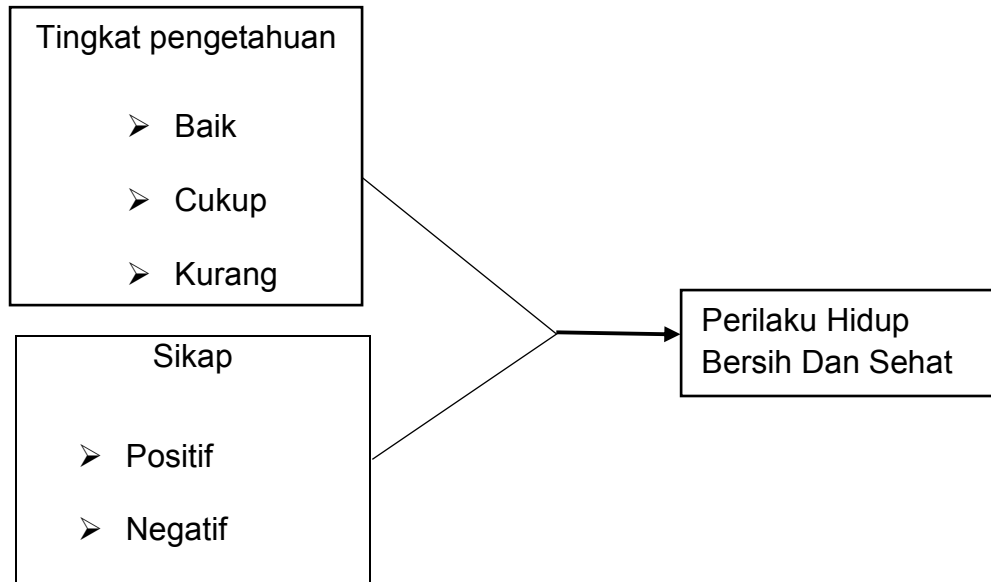 Tingkat pengetahuan
➢ Baik
➢ Cukup
➢ Kurang
Sikap
➢ Positif
➢ Negatif
Perilaku Hidup
Bersih Dan Sehat